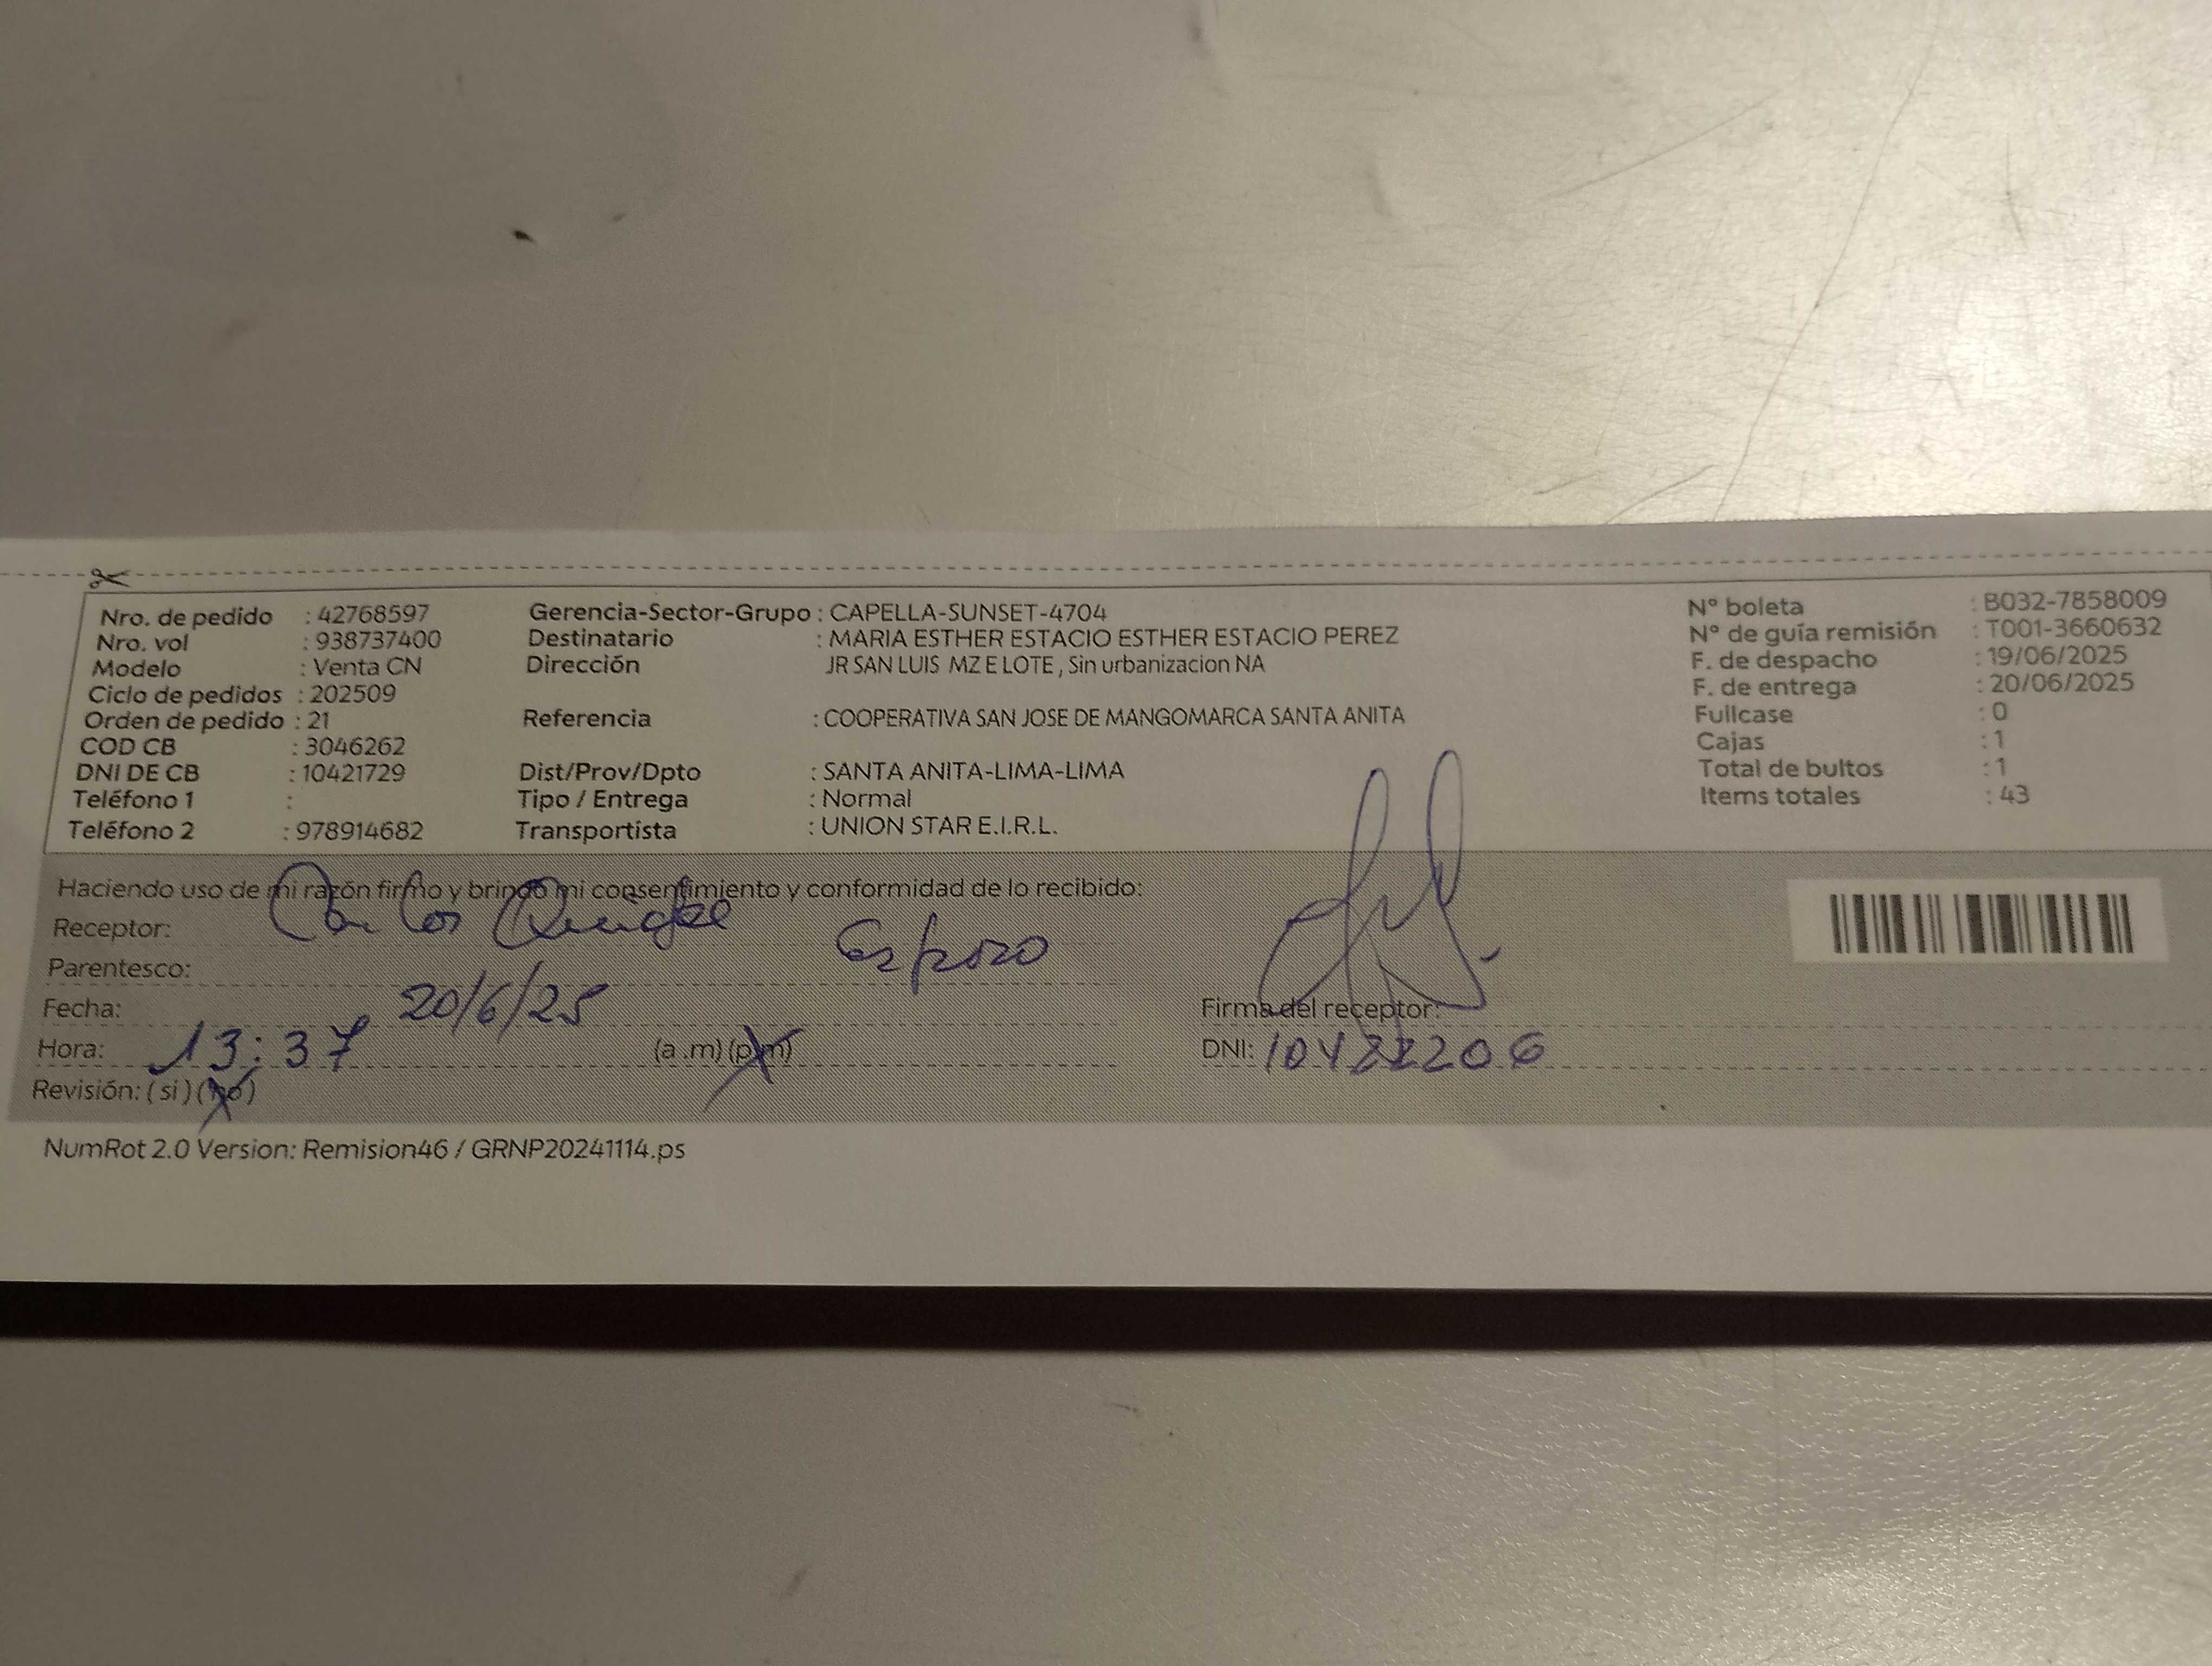 Nro. de pedido : 42768597 Gerencia-Sector-Grupo : CAPELLA-SUNSET-4704 N° boleta : B032-7858009
Nro. vol : 938737400 Destinatario : MARIA ESTHER ESTACIO ESTHER ESTACIO PEREZ N° de guía remisión : T001-3660632
Modelo : Venta CN Dirección JR SAN LUIS MZ E LOTE , Sin urbanizacion NA F. de despacho : 19/06/2025
Ciclo de pedidos : 202509 F. de entrega : 20/06/2025
Orden de pedido : 21 Referencia : COOPERATIVA SAN JOSE DE MANGOMARCA SANTA ANITA Fullcase : 0
COD CB : 3046262 Cajas : 1
DNI DE CB : 10421729 Dist/Prov/Dpto : SANTA ANITA-LIMA-LIMA Total de bultos : 1
Teléfono 1 : Tipo / Entrega : Normal Items totales : 43
Teléfono 2 : 978914682 Transportista : UNION STAR E.I.R.L.
Haciendo uso de mi razón firmo y brindo mi consentimiento y conformidad de lo recibido:
Receptor: Carlos
Parentesco: Esposo
Fecha: 20/6/25 Firma del receptor:
Hora: 13:37 (a .m) (p.m) DNI:
Revisión: ( si ) ( no )
NumRot 2.0 Version: Remision46 / GRNP20241114.ps